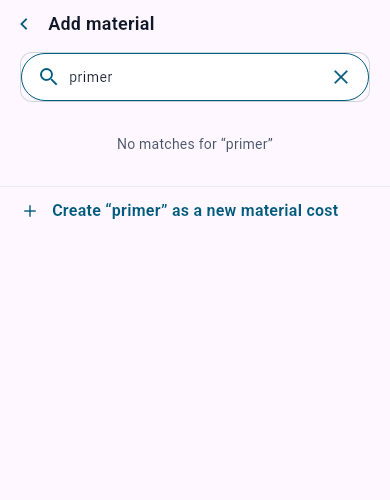 Add material
primer
No matches for “primer”
Create “primer” as a new material cost